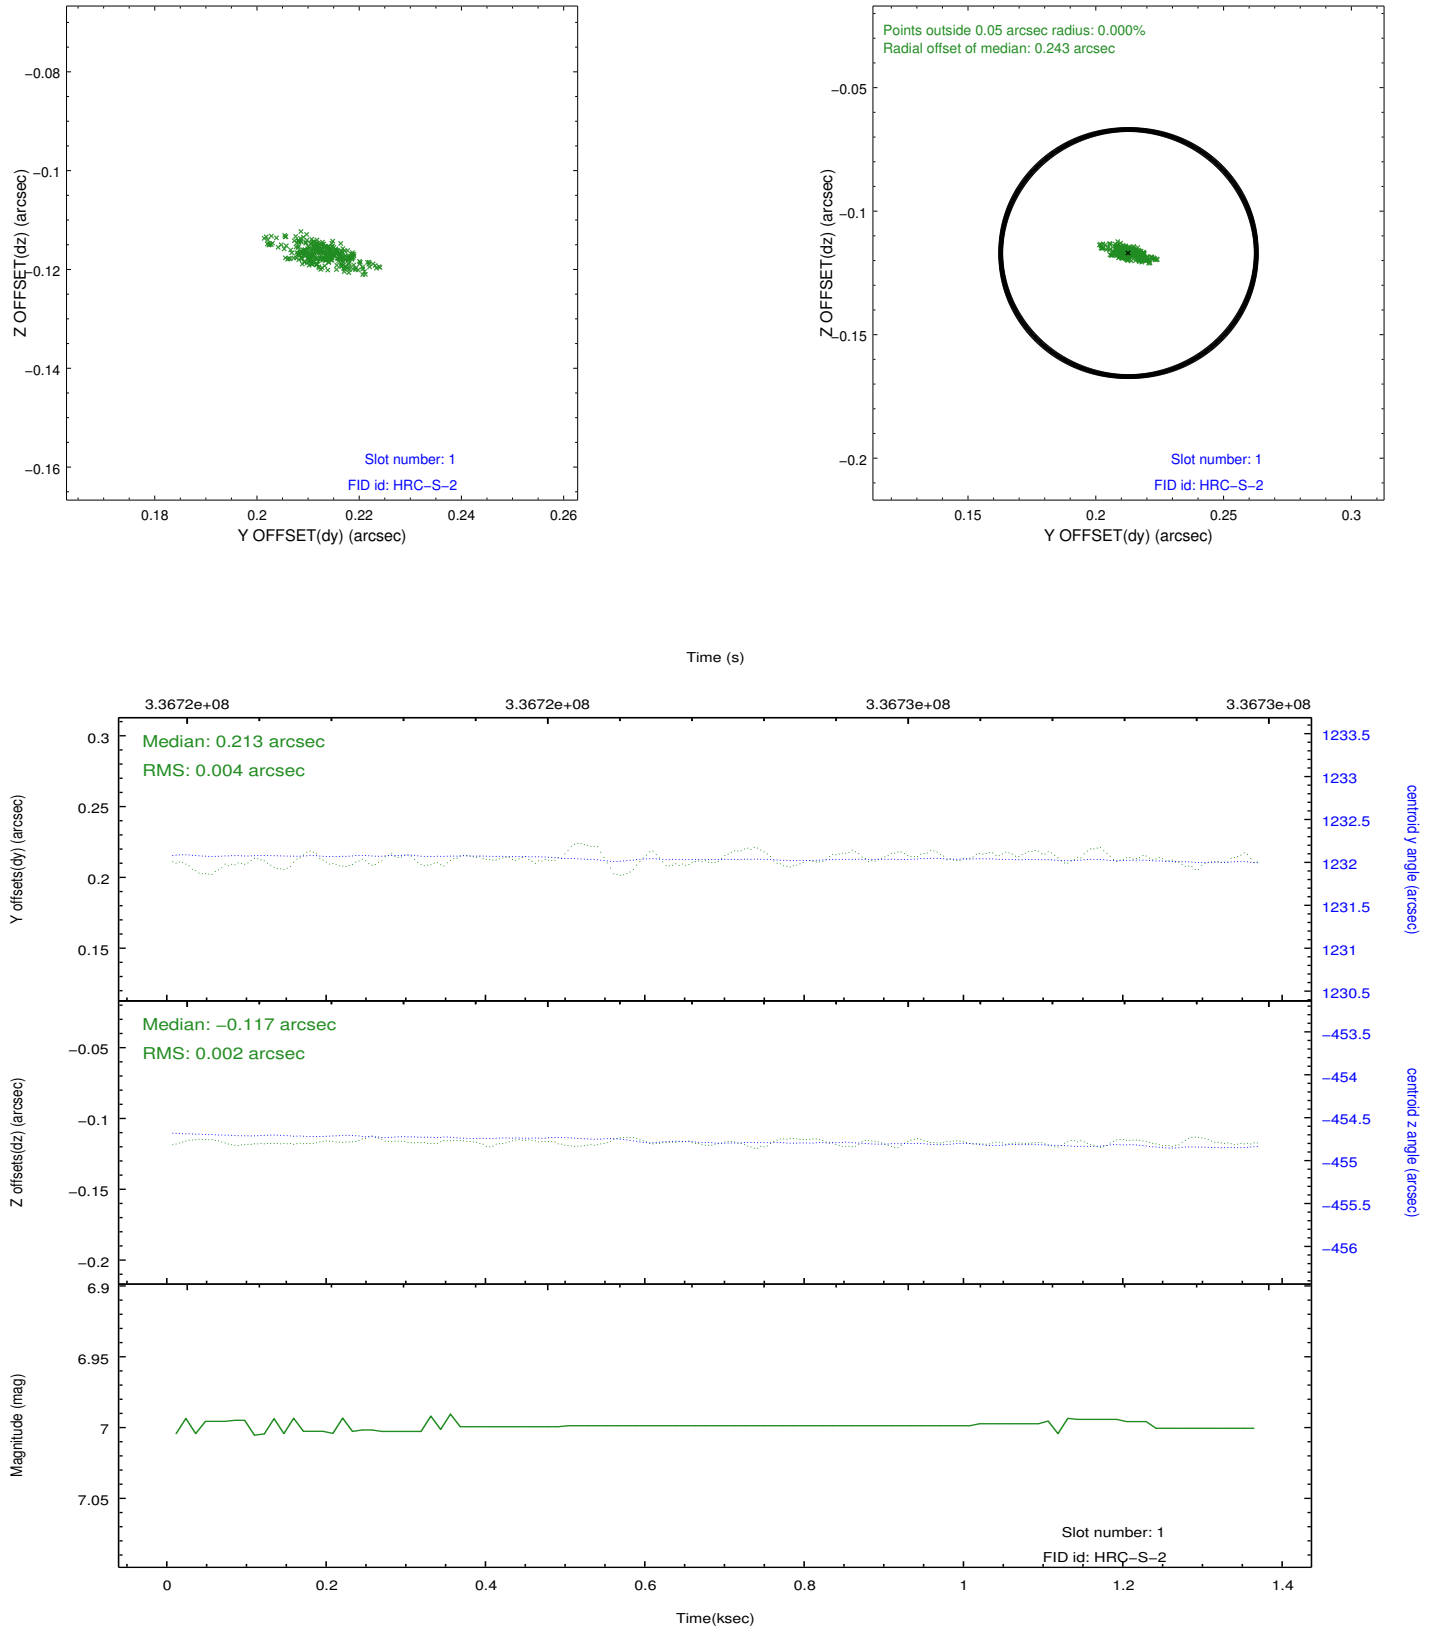 −0.08
−0.1
−0.12
−0.14
−0.16
Z OFFSET(dz) (arcsec)
Slot number: 1
FID id: HRC−S−2
0.18 0.2 0.22 0.24 0.26
Y OFFSET(dy) (arcsec)
Points outside 0.05 arcsec radius: 0.000%
Radial offset of median: 0.243 arcsec
−0.05
−0.1
−0.15
−0.2
Z OFFSET(dz) (arcsec)
Slot number: 1
FID id: HRC−S−2
0.15 0.2 0.25 0.3
Y OFFSET(dy) (arcsec)
Time (s)
3.3672e+08 3.3672e+08 3.3673e+08 3.3673e+08
Median: 0.213 arcsec
RMS: 0.004 arcsec
0.3
0.25
0.2
0.15
Y offsets(dy) (arcsec)
1233.5
1233
1232.5
1232
1231.5
1231
1230.5
centroid y angle (arcsec)
Median: −0.117 arcsec
RMS: 0.002 arcsec
−0.05
−0.1
−0.15
−0.2
Z offsets(dz) (arcsec)
−453.5
−454
−454.5
−455
−455.5
−456
centroid z angle (arcsec)
6.9
6.95
7
7.05
Magnitude (mag)
Slot number: 1
FID id: HRC−S−2
0 0.2 0.4 0.6 0.8 1 1.2 1.4
Time(ksec)